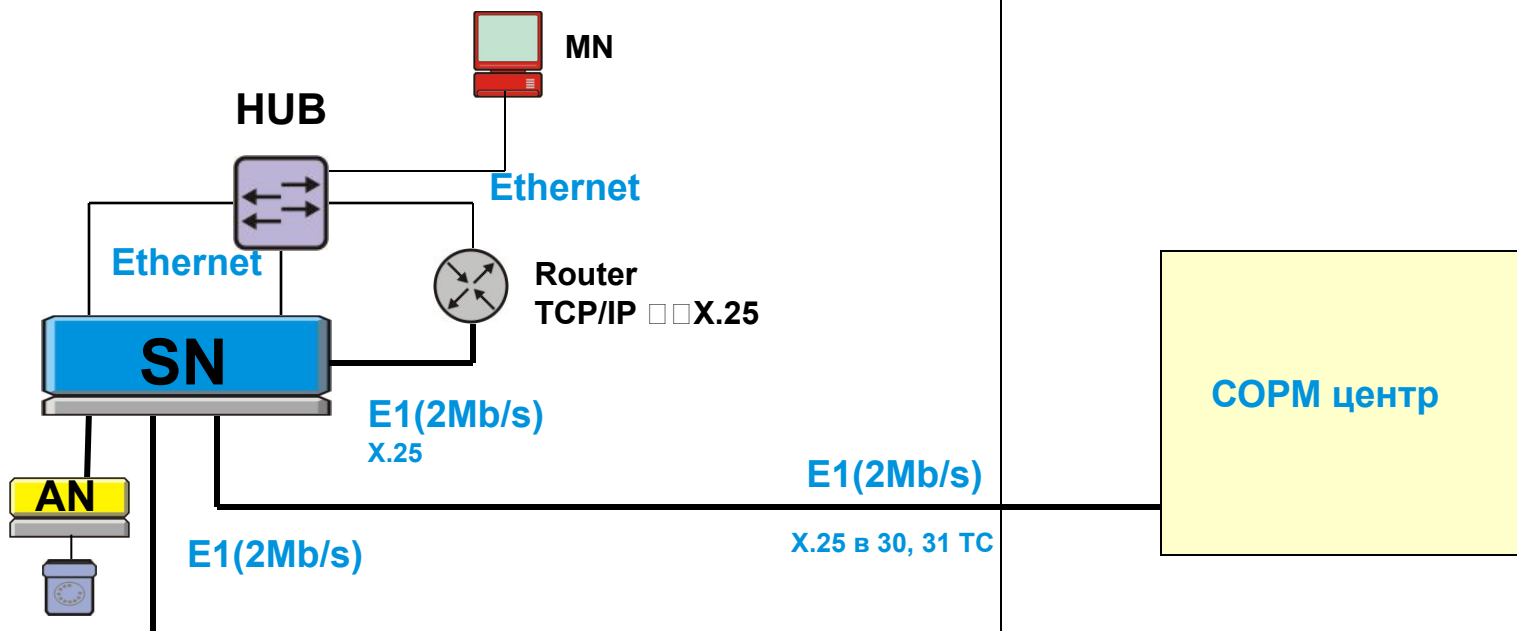 MN
HUB
Ethernet
Ethernet
Router
TCP/IP □□X.25
SN
E1(2Mb/s)
X.25
СОРМ центр
E1(2Mb/s)
AN
X.25 в 30, 31 ТС
E1(2Mb/s)